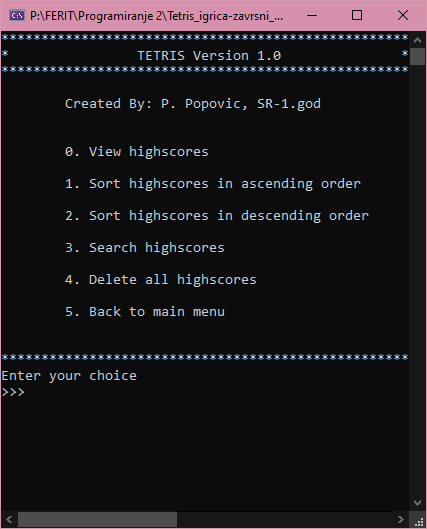 P:\FERIT\Programiranje 2\Tetris_igrica-zavrsni_...
***************************************************
* TETRIS Version 1.0 *
***************************************************
Created By: P. Popovic, SR-1.god
0. View highscores
1. Sort highscores in ascending order
2. Sort highscores in descending order
3. Search highscores
4. Delete all highscores
5. Back to main menu
***************************************************
Enter your choice
>>>